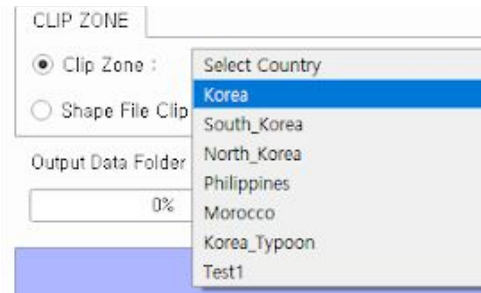 CLIP ZONE
Clip Zone : Select Country
Korea
Shape File Clip
South_Korea
North_Korea
Output Data Folder
Philippines
0%
Morocco
Korea_Typoon
Test1